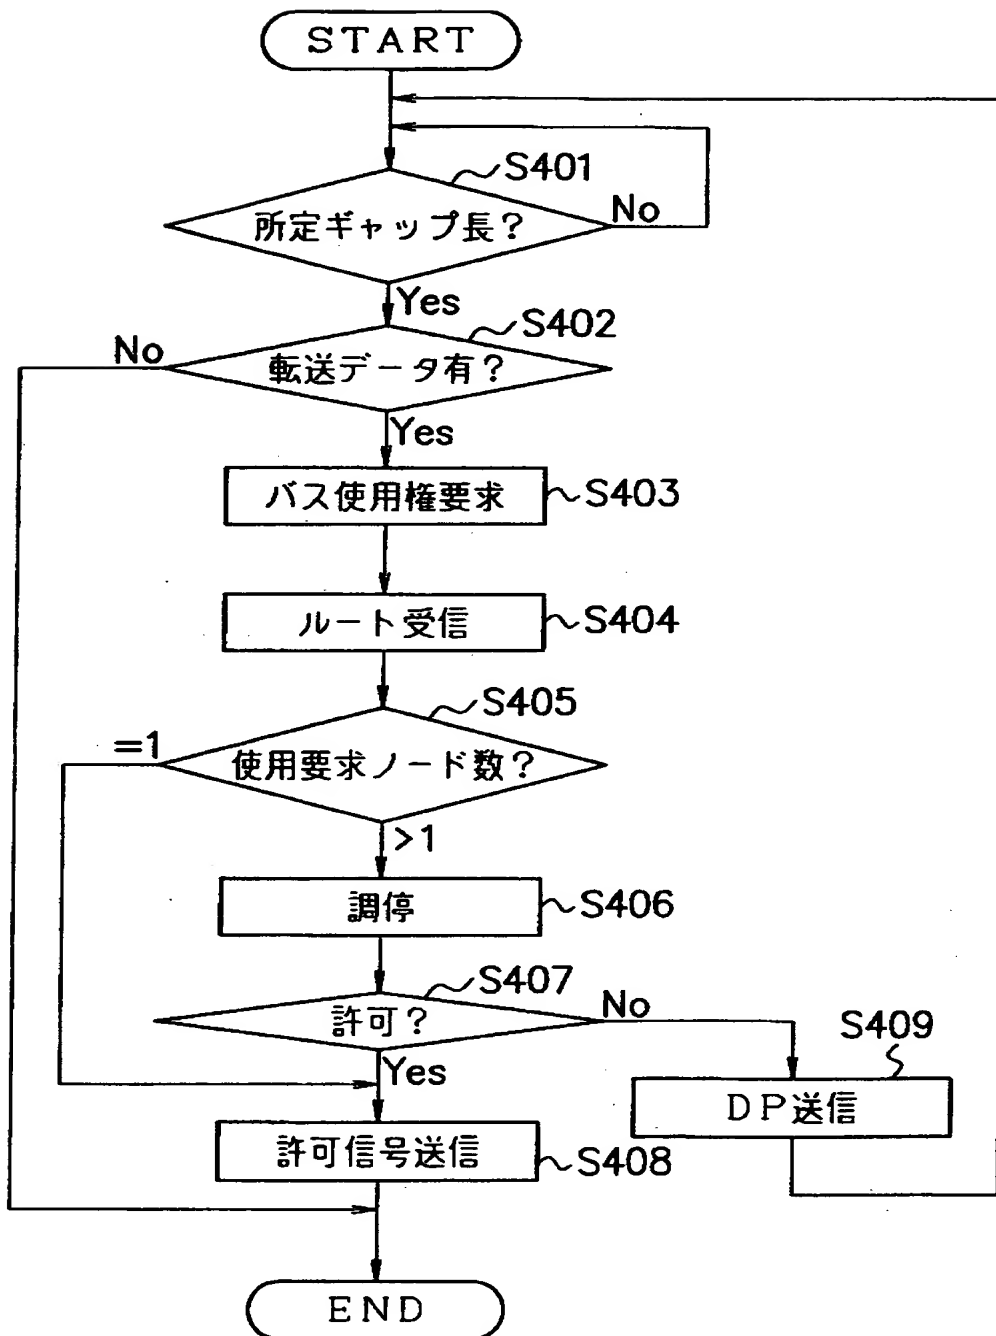 START
S401
所定ギャップ長?
No
Yes
S402
No
転送データ有?
Yes
バス使用権要求
S403
ルート受信
S404
S405
=1
使用要求ノード数?
>1
調停
S406
S407
許可?
No
Yes
S409
DP送信
許可信号送信
S408
END